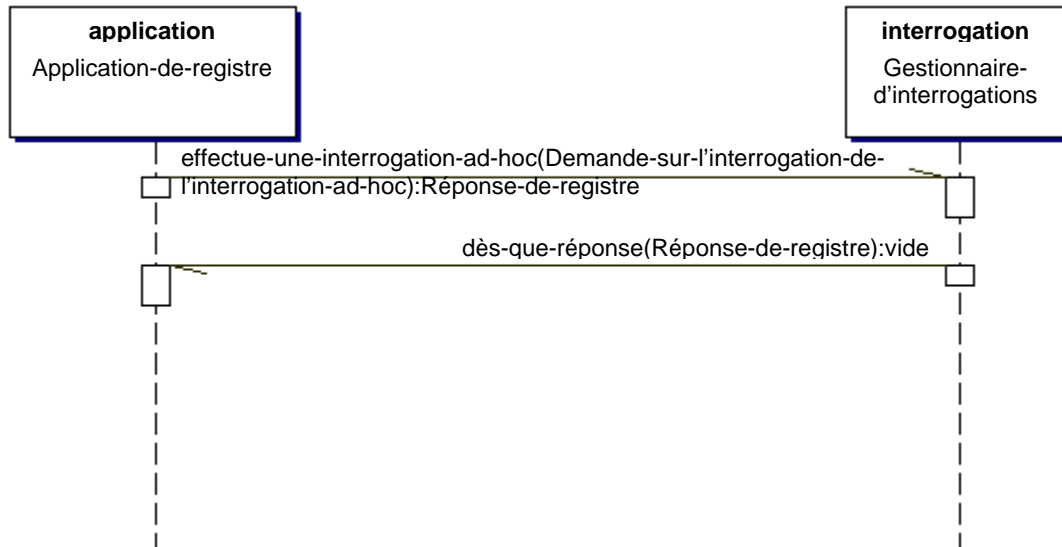 application
Application-de-registre
interrogation
Gestionnaire-
d'interrogations
effectue-une-interrogation-ad-hoc(Demande-sur-l'interrogation-de-
l'interrogation-ad-hoc):Réponse-de-registre
dès-que-réponse(Réponse-de-registre):vide